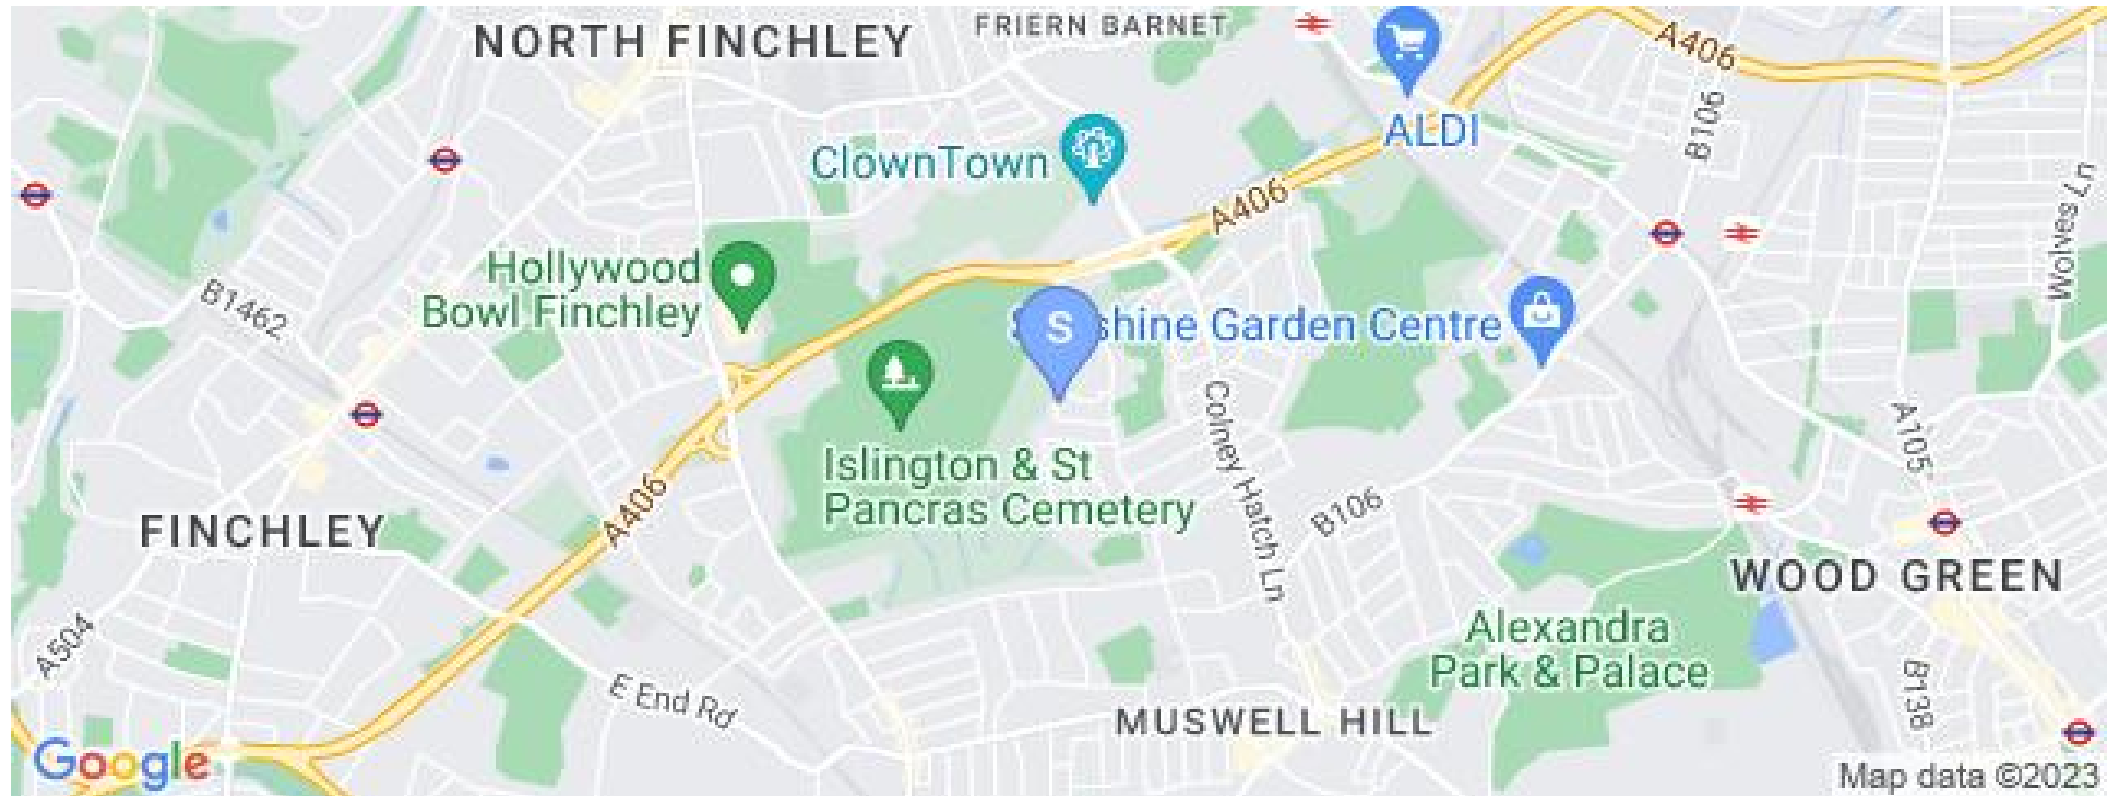 NORTH FINCHLEY
FRIERN BARNET
A406
ALDI
B106
ClownTown
A406
Wolves Ln
Hollywood
Bowl Finchley
B1462
S
shine Garden Centre
Colney Hatch Ln
A105
Islington & St
Pancras Cemetery
A406
B106
FINCHLEY
WOOD GREEN
A504
Alexandra
Park & Palace
E End Rd
B138
MUSWELL HILL
Google
Map data ©2023